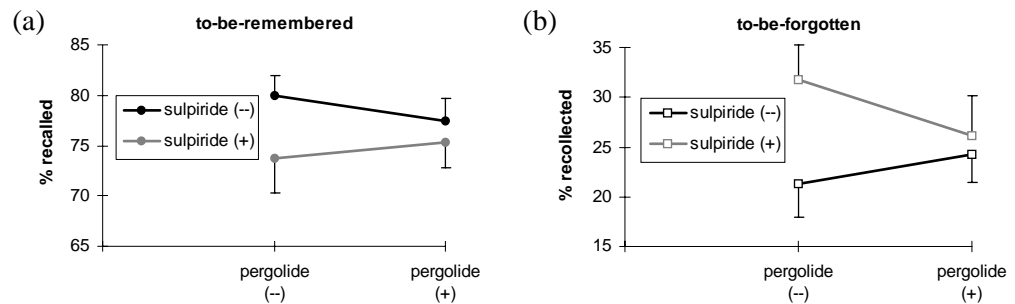 (a)
to-be-remembered
% recalled
85
80
75
70
65
sulpiride (--)
sulpiride (+)
pergolide
(--)
pergolide
(+)
(b)
to-be-forgotten
% recollected
35
30
25
20
15
sulpiride (--)
sulpiride (+)
pergolide
(--)
pergolide
(+)